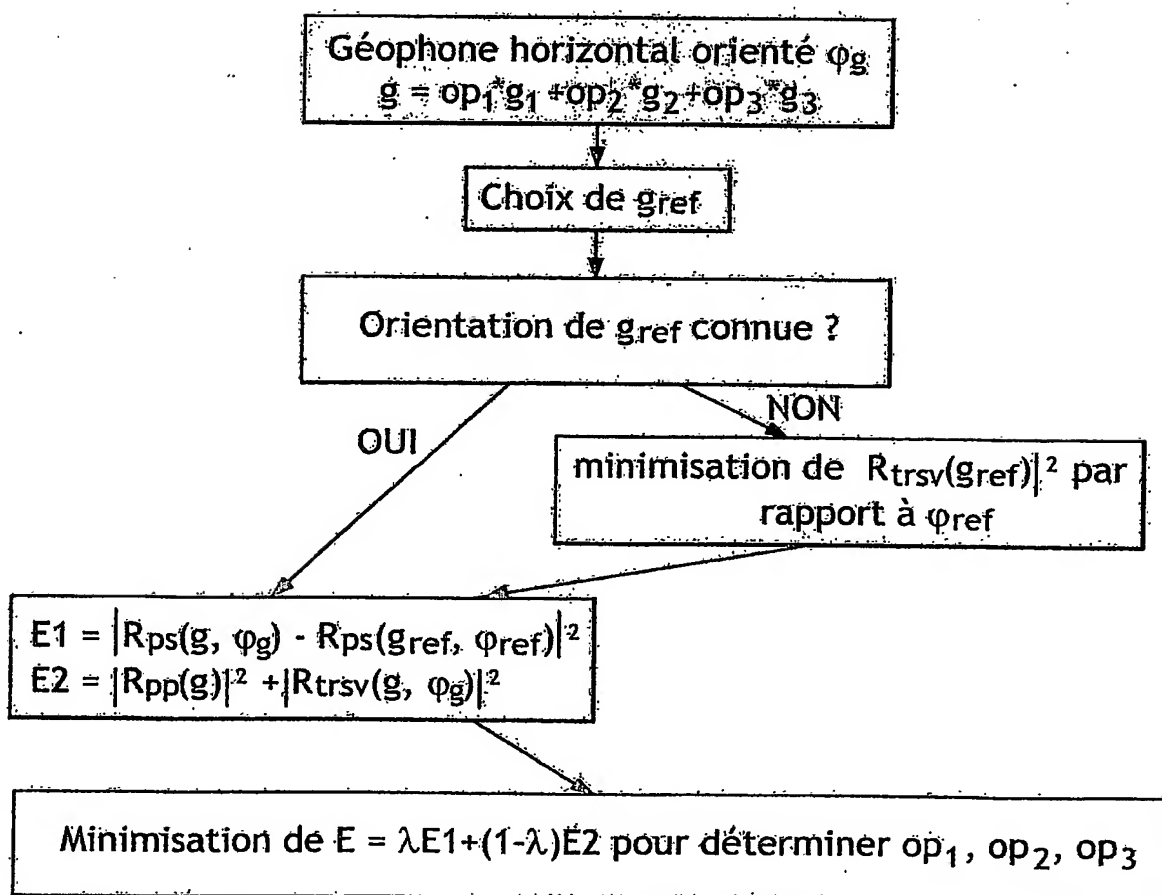 Géophone horizontal orienté φg
g = op1*g1 +op2*g2+op3*g3
Choix de gref
Orientation de gref connue ?
OUI
NON
minimisation de Rtrsv(gref)|² par
rapport à φref
E1 = |Rps(g, φg) - Rps(gref, φref)|²
E2 = |Rpp(g)|² +|Rtrsv(g, φg)|²
Minimisation de E = λE1+(1-λ)E2 pour déterminer op1, op2, op3